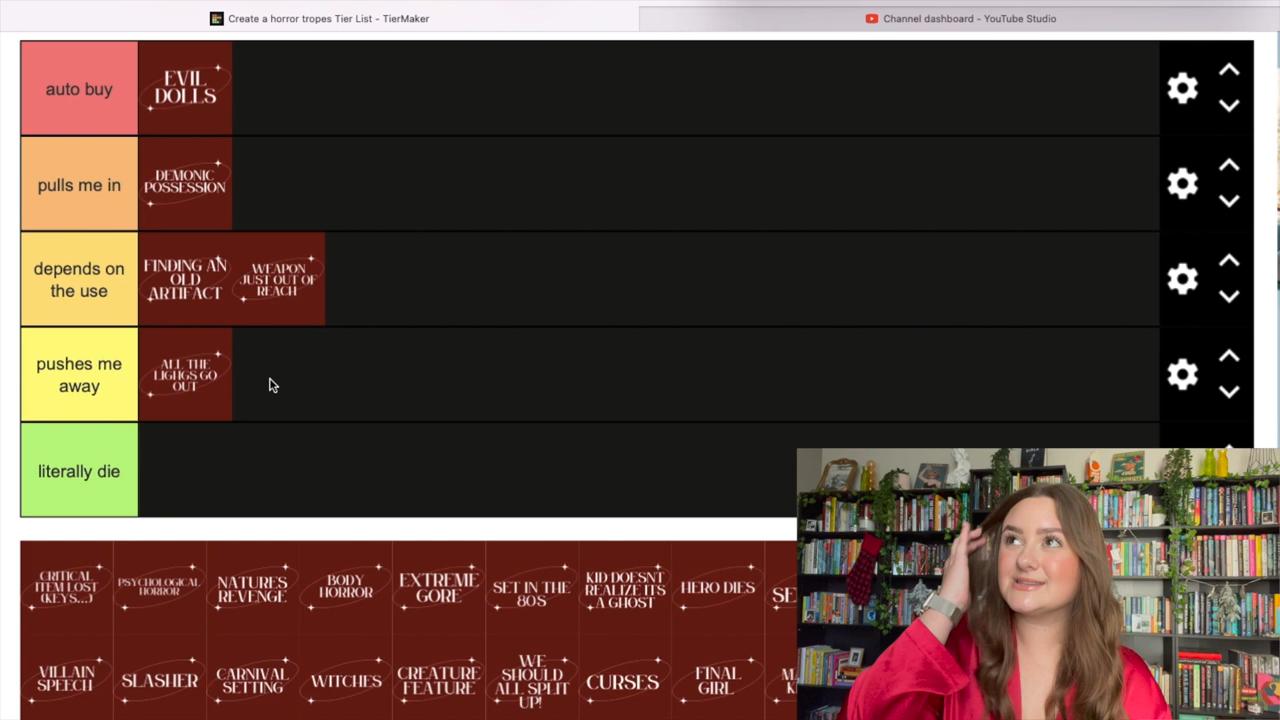 Create a horror tropes Tier List - TierMaker
Channel dashboard - YouTube Studio
auto buy
EVIL
DOLLS
pulls me in
DEMONIC
POSSESSION
depends on
the use
FINDING AN
OLD
ARTIFACT
WEAPON
JUST OUT OF
REACH
pushes me
away
ALL THE
LIGHGS GO
OUT
literally die
CRITICAL
ITEM LOST
(KEYS...)
PSYCHOLOGICAL
HORROR
NATURES
REVENGE
BODY
HORROR
EXTREME
GORE
SET IN THE
80S
KID DOESNT
REALIZE ITS
A GHOST
HERO DIES
SE
VILLAIN
SPEECH
SLASHER
CARNIVAL
SETTING
WITCHES
CREATURE
FEATURE
WE
SHOULD
ALL SPLIT
UP!
CURSES
FINAL
GIRL